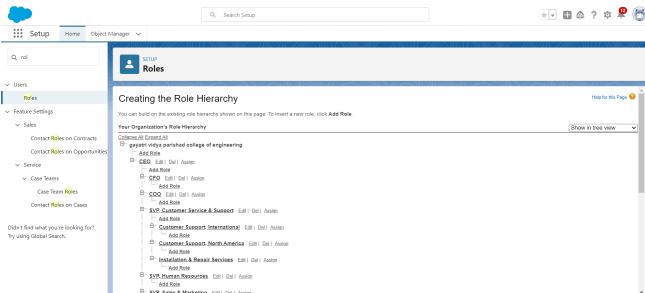 Search Setup
12
Setup
Home
Object Manager
rol
SETUP
Roles
Users
Roles
Feature Settings
Sales
Contact Roles on Contracts
Contact Roles on Opportunities
Service
Case Teams
Case Team Roles
Contact Roles on Cases
Didn't find what you're looking for?
Try using Global Search.
Creating the Role Hierarchy
Help for this Page
You can build on the existing role hierarchy shown on this page. To insert a new role, click Add Role.
Your Organization's Role Hierarchy
Show in tree view
Collapse All Expand All
gayatri vidya parishad college of engineering
Add Role
CEO Edit | Del | Assign
Add Role
CFO Edit | Del | Assign
Add Role
COO Edit | Del | Assign
Add Role
SVP, Customer Service & Support Edit | Del | Assign
Add Role
Customer Support, International Edit | Del | Assign
Add Role
Customer Support, North America Edit | Del | Assign
Add Role
Installation & Repair Services Edit | Del | Assign
Add Role
SVP, Human Resources Edit | Del | Assign
Add Role
SVP, Sales & Marketing Edit | Del | Assign